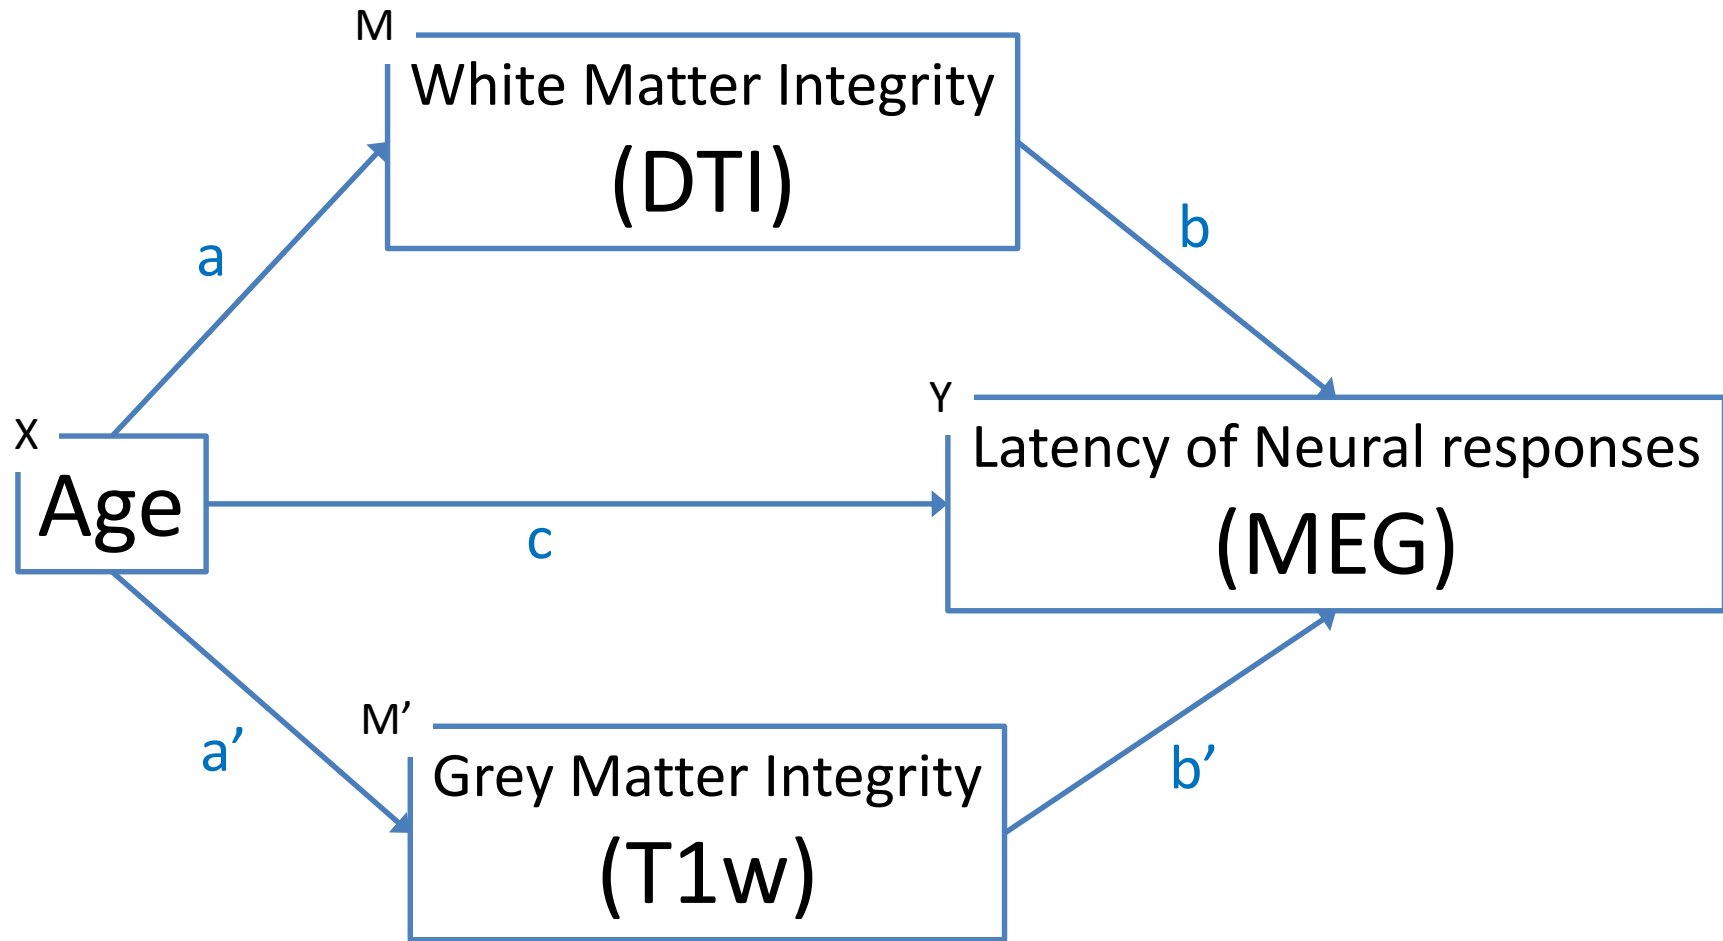 M
White Matter Integrity
(DTI)
a
b
X
Age
c
Y
Latency of Neural responses
(MEG)
a’
M’
Grey Matter Integrity
(T1w)
b’